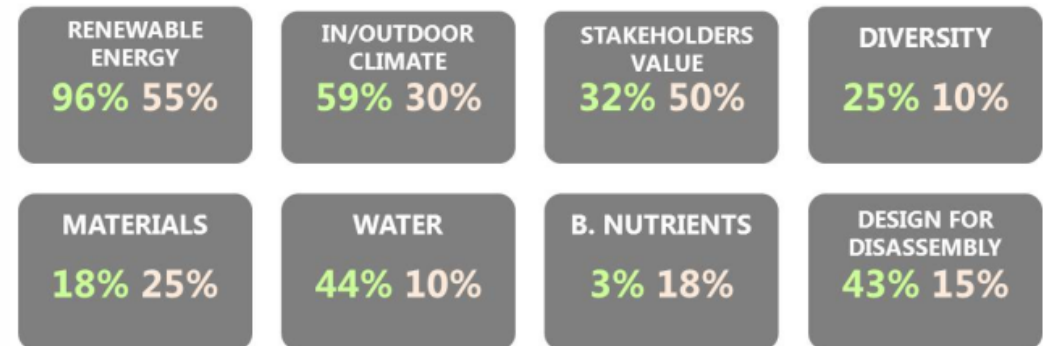 RENEWABLE
ENERGY
96% 55%
IN/OUTDOOR
CLIMATE
59% 30%
STAKEHOLDERS
VALUE
32% 50%
DIVERSITY
25% 10%
MATERIALS
18% 25%
WATER
44% 10%
B. NUTRIENTS
3% 18%
DESIGN FOR
DISASSEMBLY
43% 15%